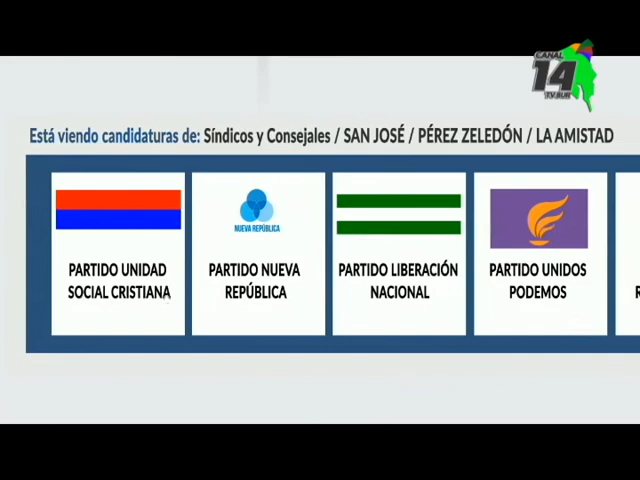 CANAL
14
TV SUR
Está viendo candidaturas de: Síndicos y Consejales / SAN JOSÉ / PÉREZ ZELEDÓN / LA AMISTAD
NUEVA REPÚBLICA
PARTIDO UNIDAD
SOCIAL CRISTIANA
PARTIDO NUEVA
REPÚBLICA
PARTIDO LIBERACIÓN
NACIONAL
PARTIDO UNIDOS
PODEMOS